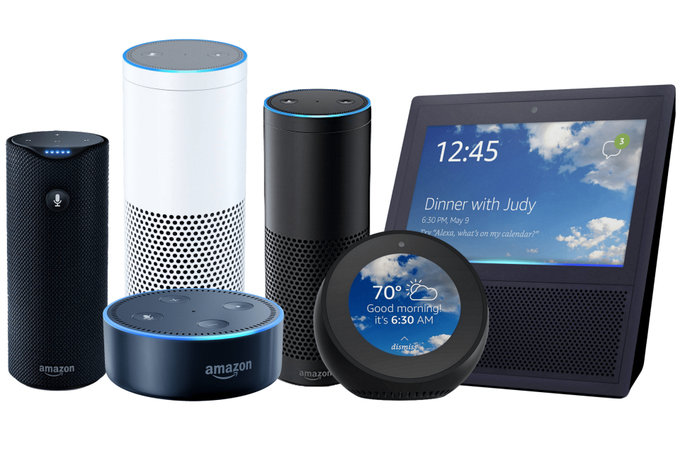 amazon
amazon
amazon
70°
Good morning!
it's 6:30 AM
dismiss
12:45
3
Dinner with Judy
6:30 PM, May 9
Try "Alexa, what's on my calendar?"